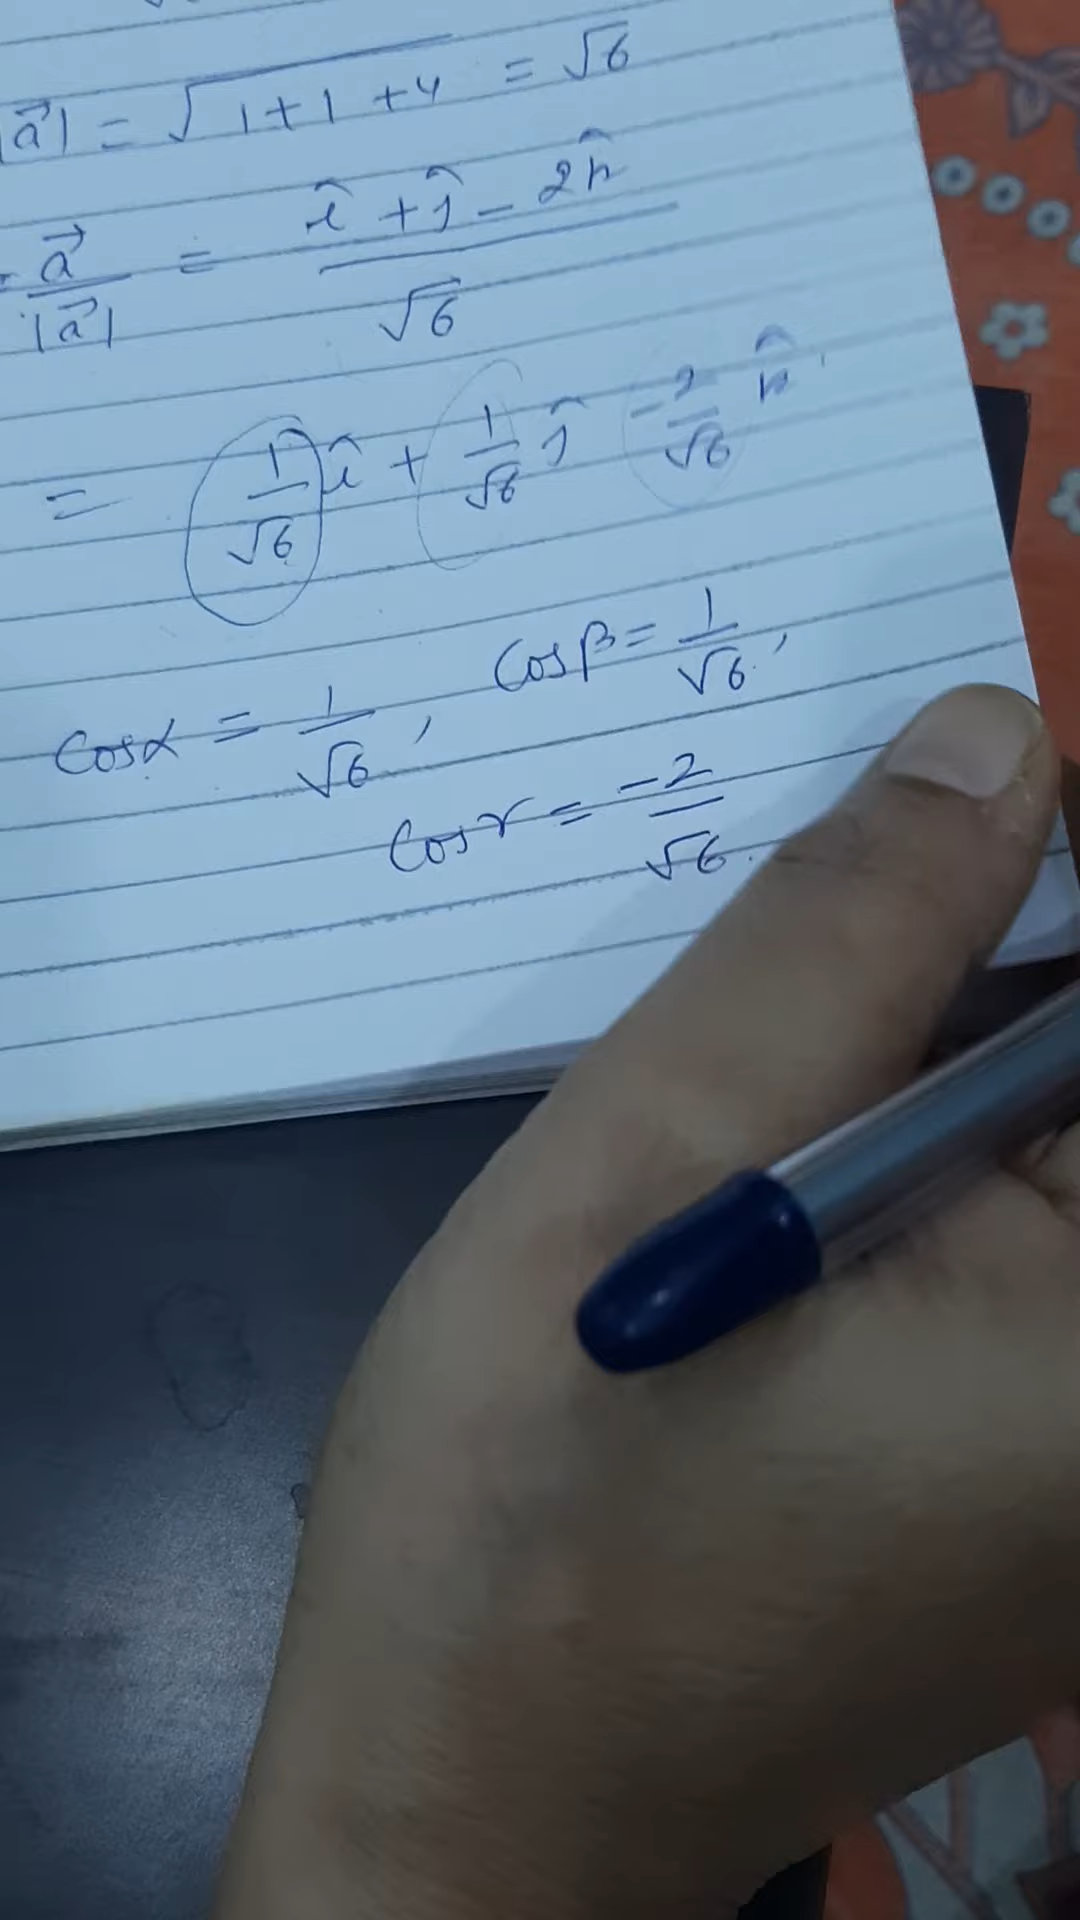 |a⃗| = √1+1+4 = √6
a⃗/|a⃗| = (î + ĵ - 2k̂)/√6
= 1/√6 î + 1/√6 ĵ - 2/√6 k̂
cosα = 1/√6, cosβ = 1/√6,
cosγ = -2/√6.